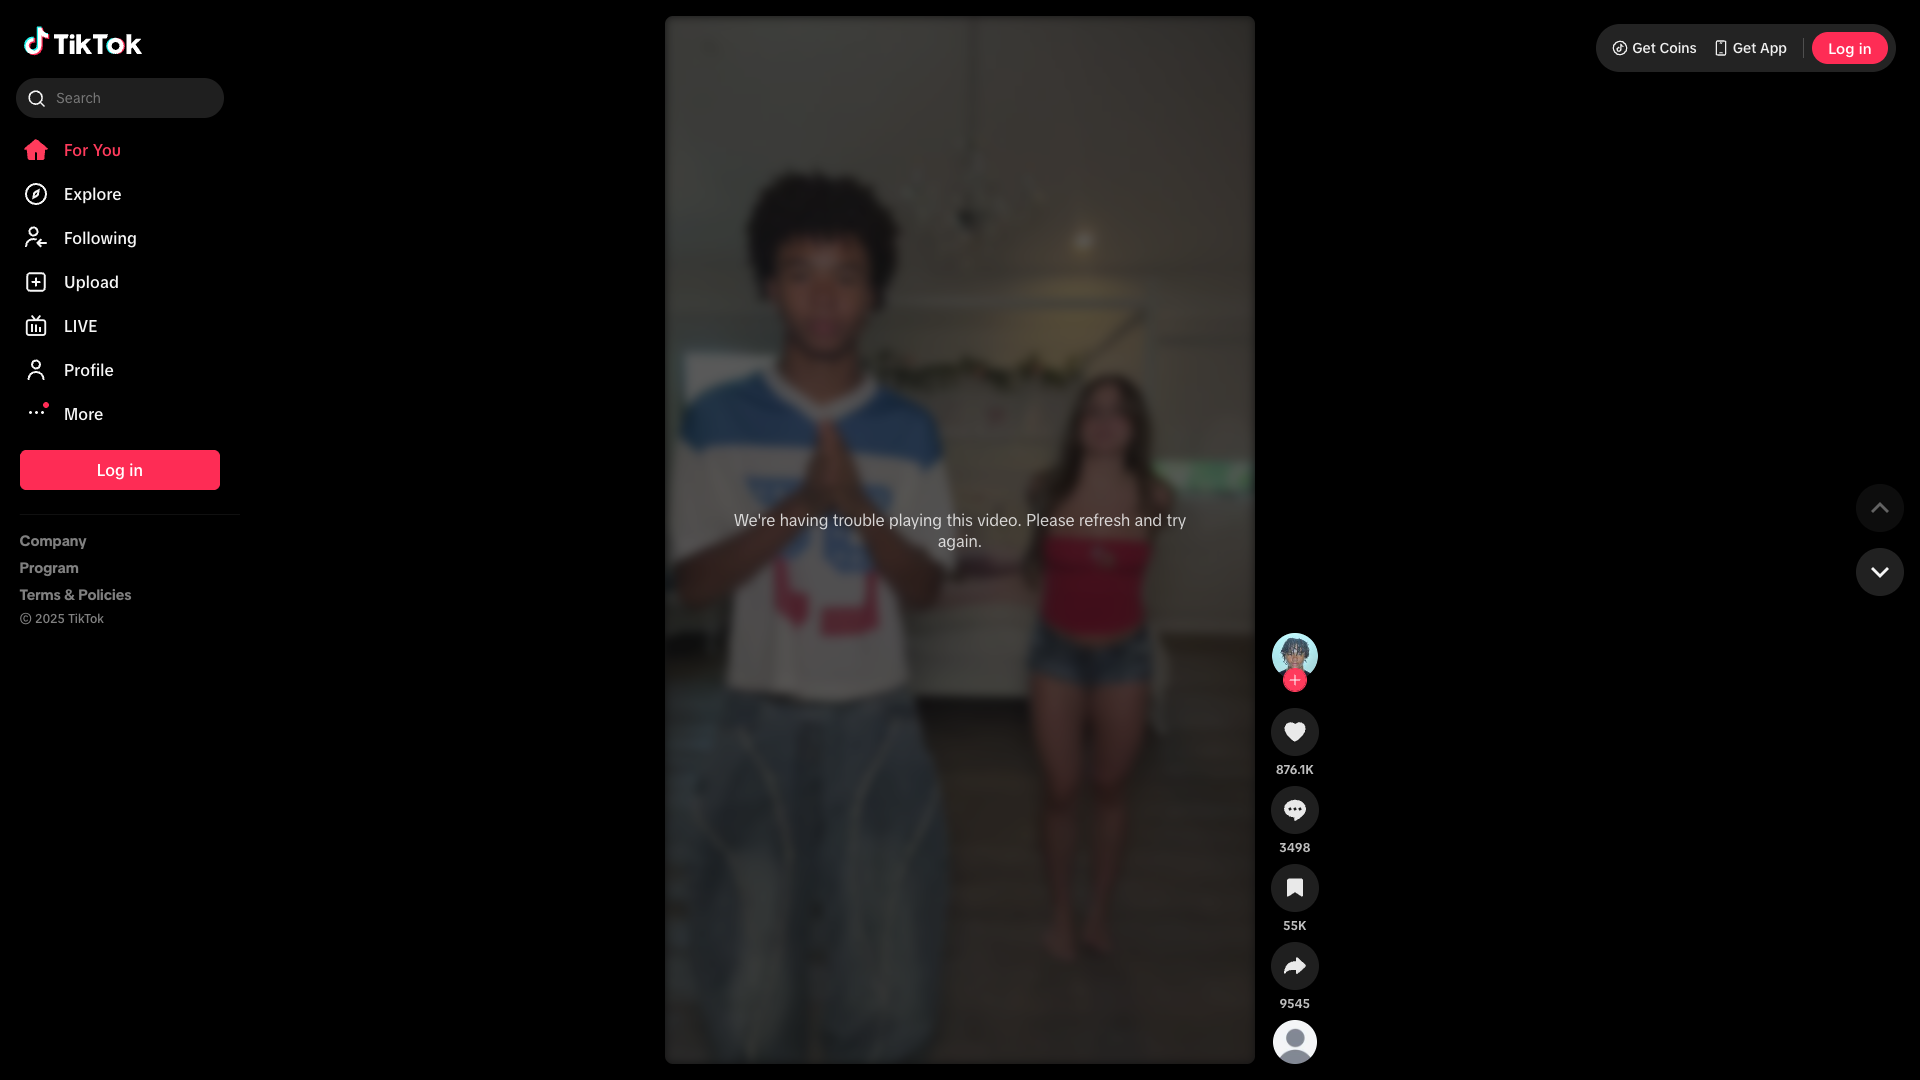 TikTok
Search
For You
Explore
Following
Upload
LIVE
Profile
More
Log in
Company
Program
Terms & Policies
© 2025 TikTok
We're having trouble playing this video. Please refresh and try
again.
876.1K
3498
55K
9545
Get Coins
Get App
Log in